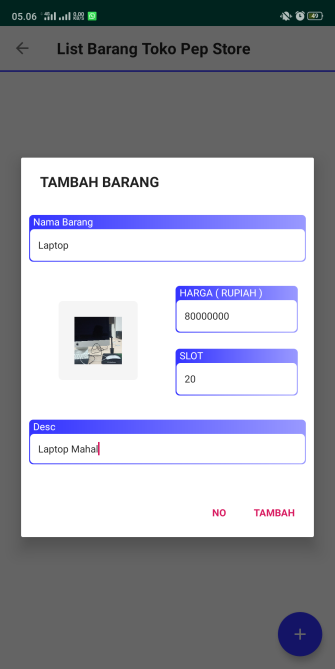 05.06
49
List Barang Toko Pep Store
TAMBAH BARANG
Nama Barang
Laptop
HARGA ( RUPIAH )
80000000
SLOT
20
Desc
Laptop Mahal
NO TAMBAH